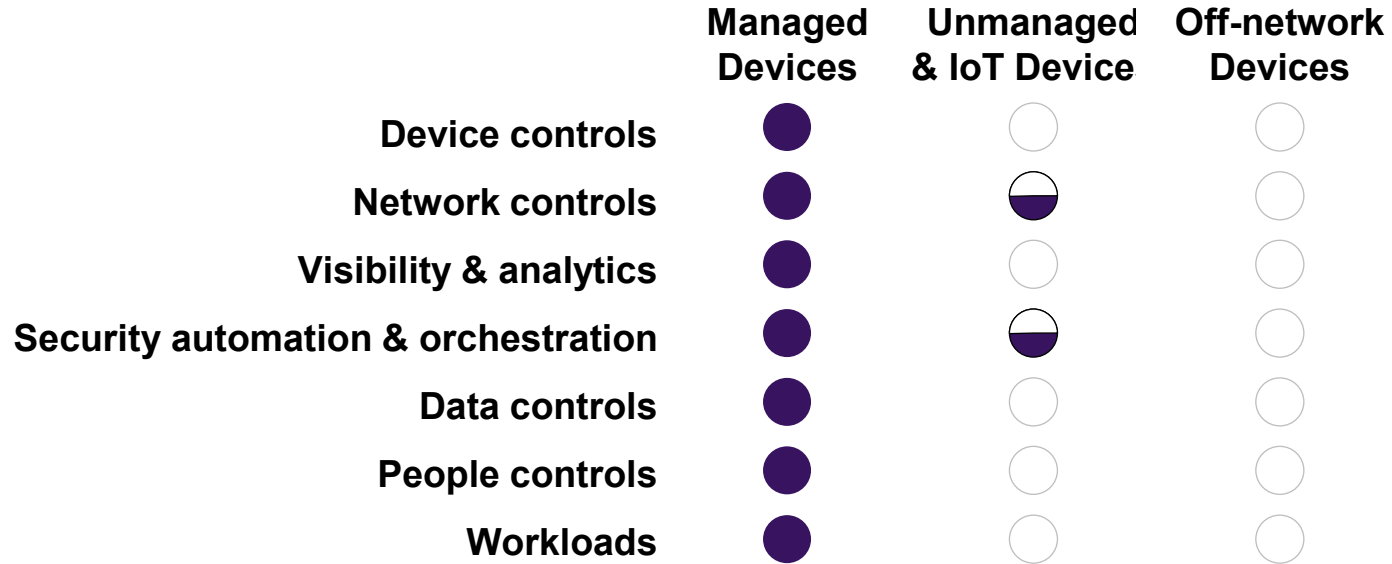 Managed Devices
Unmanaged & IoT Device
Off-network Devices
Device controls
Network controls
Visibility & analytics
Security automation & orchestration
Data controls
People controls
Workloads